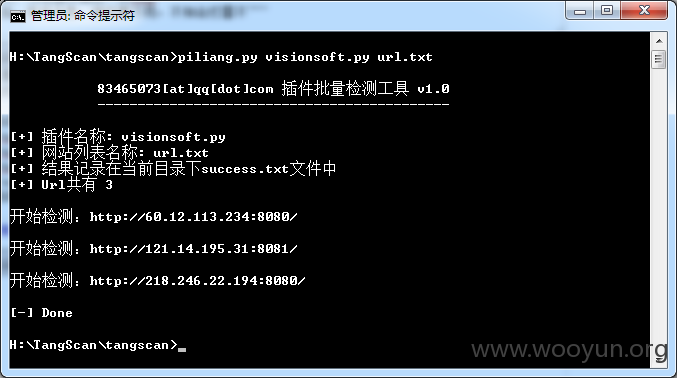 管理员: 命令提示符
H:\TangScan\tangscan>piliang.py visionsoft.py url.txt
83465073[at]qq[dot]com 插件批量检测工具 v1.0
--------------------------------------------
[+] 插件名称: visionsoft.py
[+] 网站列表名称: url.txt
[+] 结果记录在当前目录下success.txt文件中
[+] Url共有 3
开始检测：http://60.12.113.234:8080/
开始检测：http://121.14.195.31:8081/
开始检测：http://218.246.22.194:8080/
[-] Done
H:\TangScan\tangscan>_
www.wooyun.org